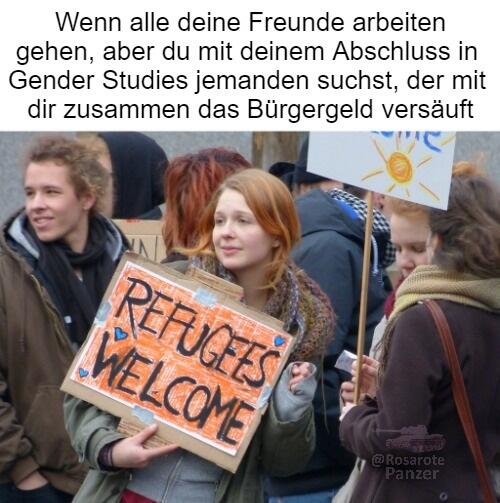 Wenn alle deine Freunde arbeiten
gehen, aber du mit deinem Abschluss in
Gender Studies jemanden suchst, der mit
dir zusammen das Bürgergeld versäuft
REFUGEES
WELCOME
@Rosarote
Panzer